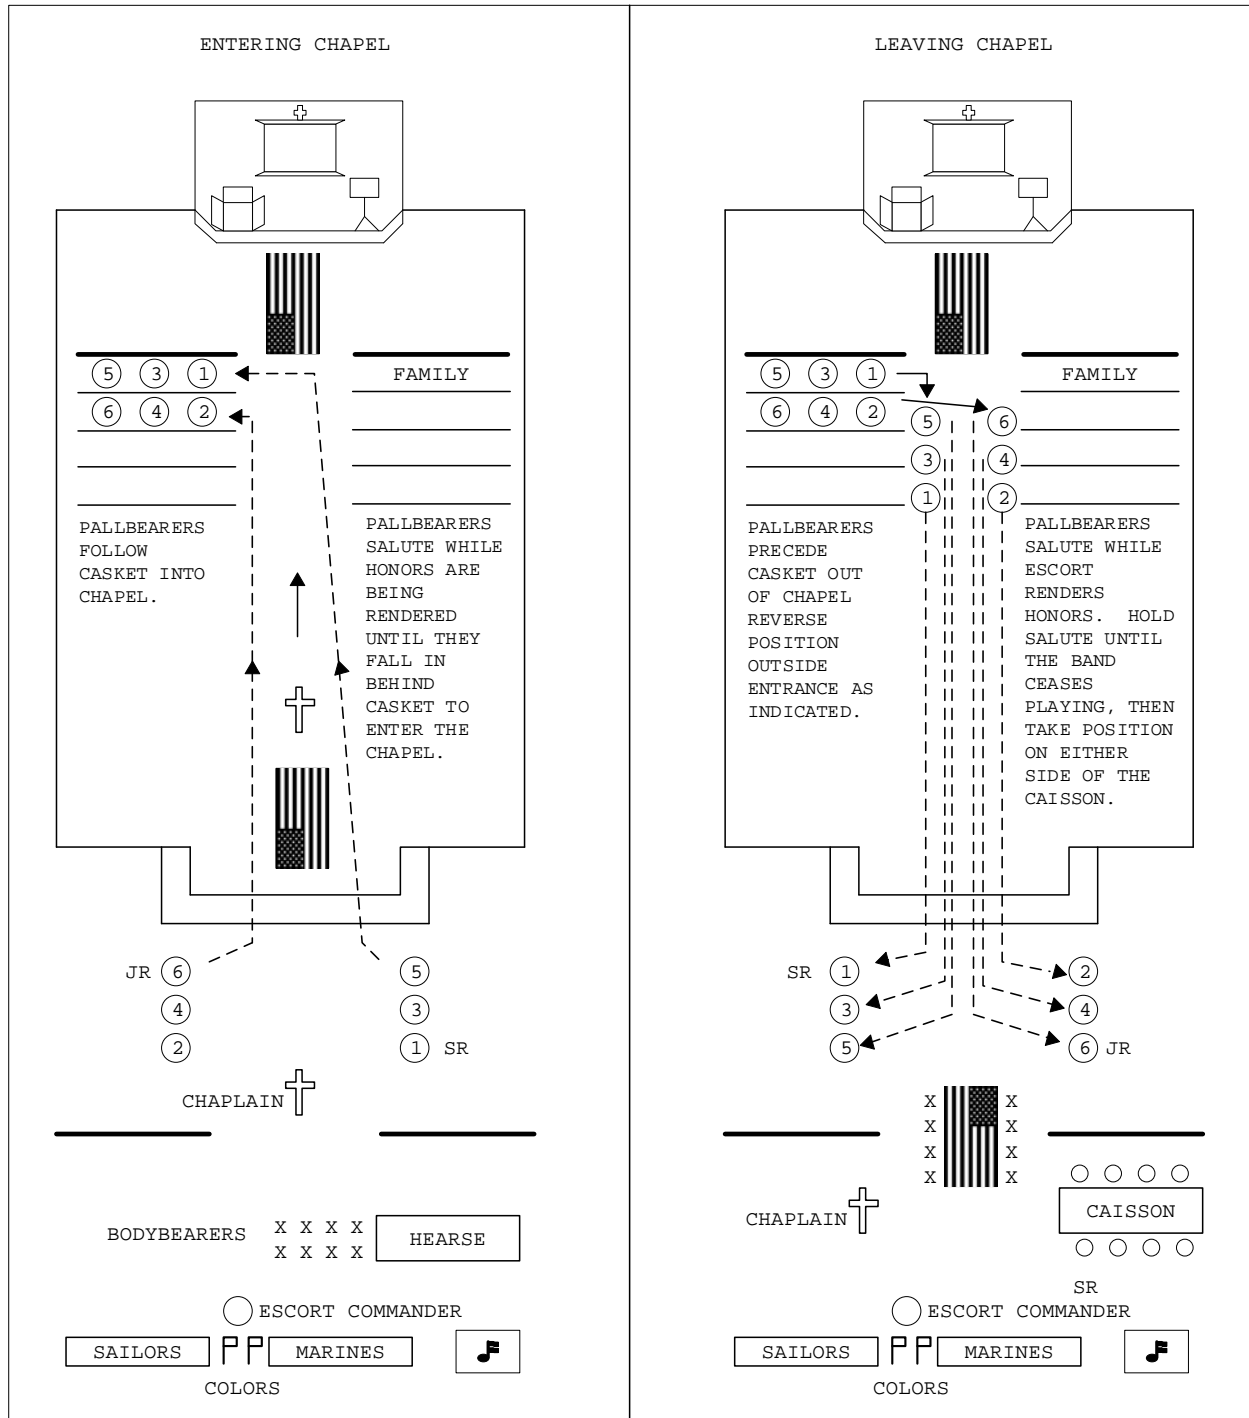 ENTERING CHAPEL
5 3 1
FAMILY
6 4 2
PALLBEARERS
FOLLOW
CASKET INTO
CHAPEL.
PALLBEARERS
SALUTE WHILE
HONORS ARE
BEING
RENDERED
UNTIL THEY
FALL IN
BEHIND
CASKET TO
ENTER THE
CHAPEL.
JR 6
5
4
3
2
1 SR
CHAPLAIN
BODYBEARERS
X X X X
X X X X
HEARSE
ESCORT COMMANDER
SAILORS
MARINES
COLORS
LEAVING CHAPEL
5 3 1
FAMILY
6 4 2
5 6
3 4
1 2
PALLBEARERS
PRECEDE
CASKET OUT
OF CHAPEL
REVERSE
POSITION
OUTSIDE
ENTRANCE AS
INDICATED.
PALLBEARERS
SALUTE WHILE
ESCORT
RENDERS
HONORS. HOLD
SALUTE UNTIL
THE BAND
CEASES
PLAYING, THEN
TAKE POSITION
ON EITHER
SIDE OF THE
CAISSON.
SR 1
2
3
4
5
6 JR
X X
X X
X X
X X
CHAPLAIN
CAISSON
SR
ESCORT COMMANDER
SAILORS
MARINES
COLORS